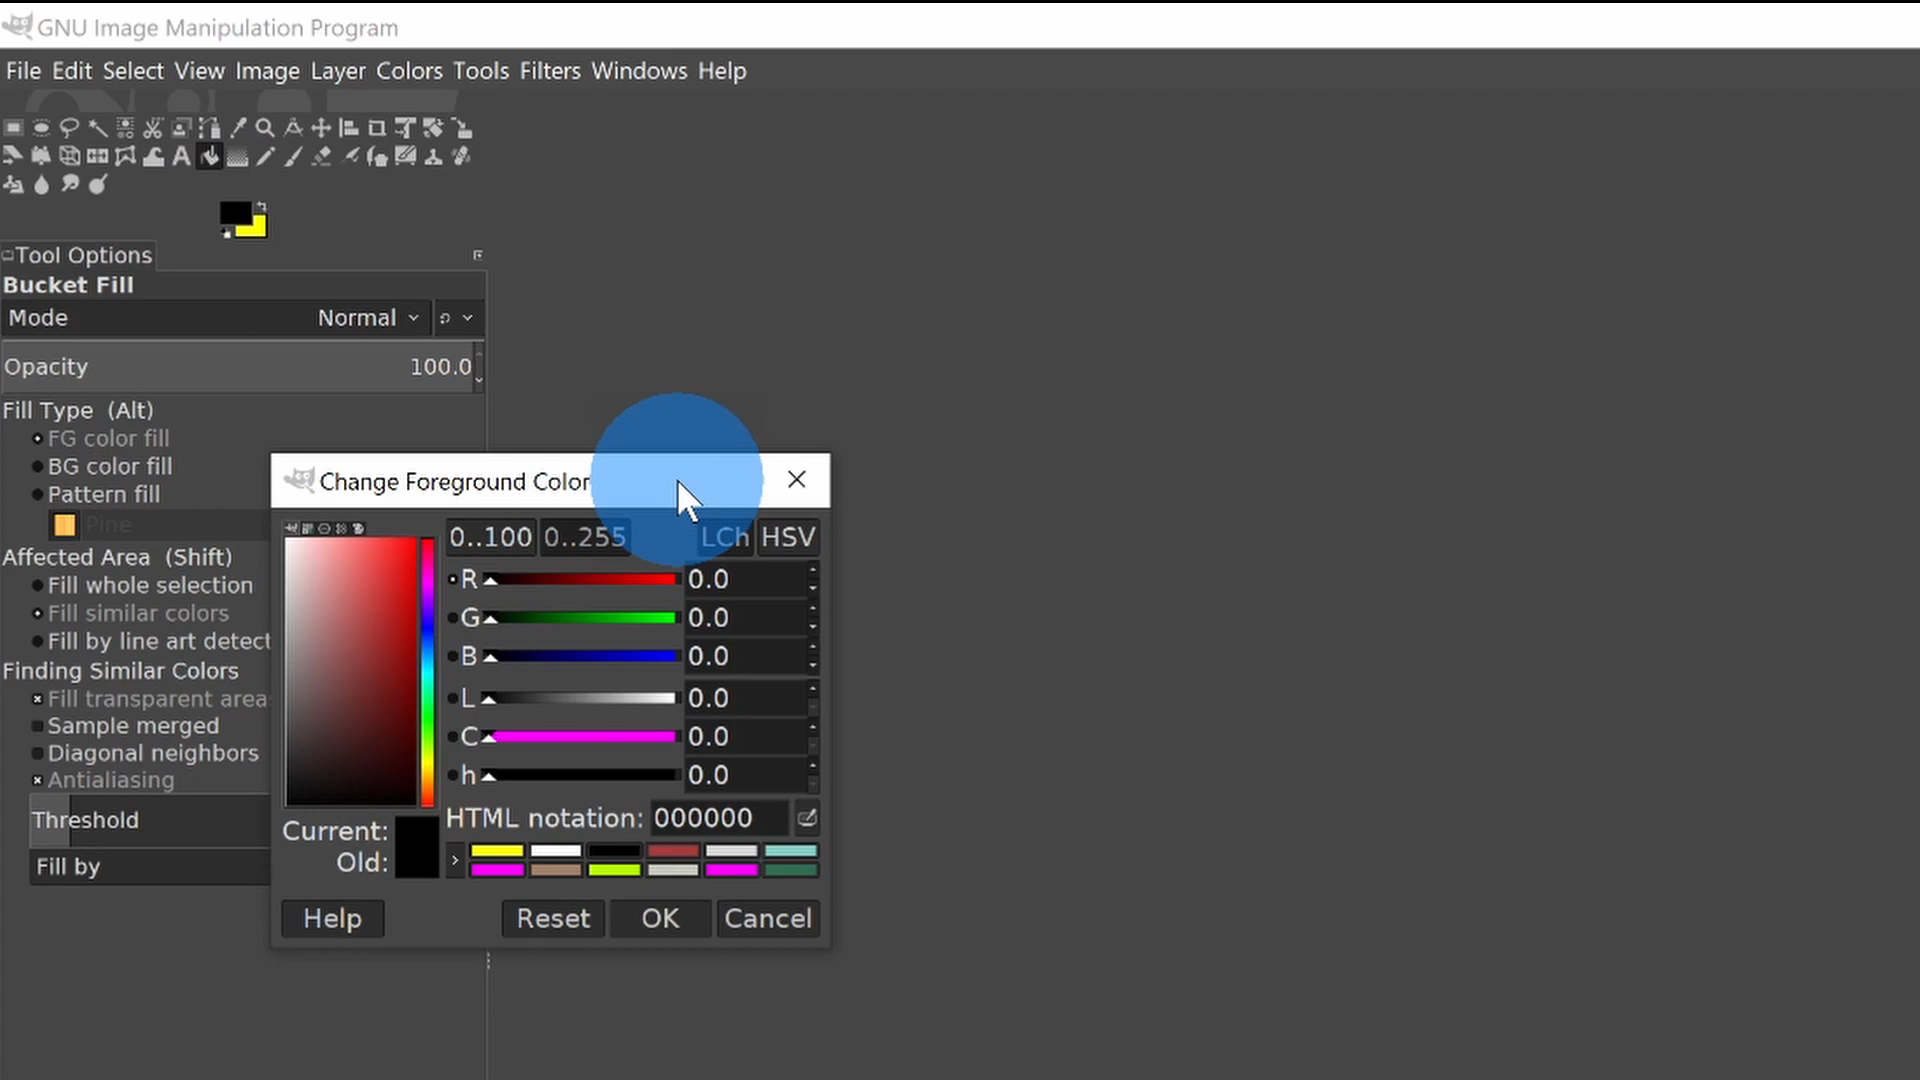 GNU Image Manipulation Program
File Edit Select View Image Layer Colors Tools Filters Windows Help
Tool Options
Bucket Fill
Mode Normal
Opacity 100.0
Fill Type (Alt)
FG color fill
BG color fill
Pattern fill
Pine
Affected Area (Shift)
Fill whole selection
Fill similar colors
Fill by line art detect
Finding Similar Colors
Fill transparent areas
Sample merged
Diagonal neighbors
Antialiasing
Threshold
Fill by
Change Foreground Color
0..100 0..255 LCh HSV
R 0.0
G 0.0
B 0.0
L 0.0
C 0.0
h 0.0
HTML notation: 000000
Current:
Old:
Help Reset OK Cancel